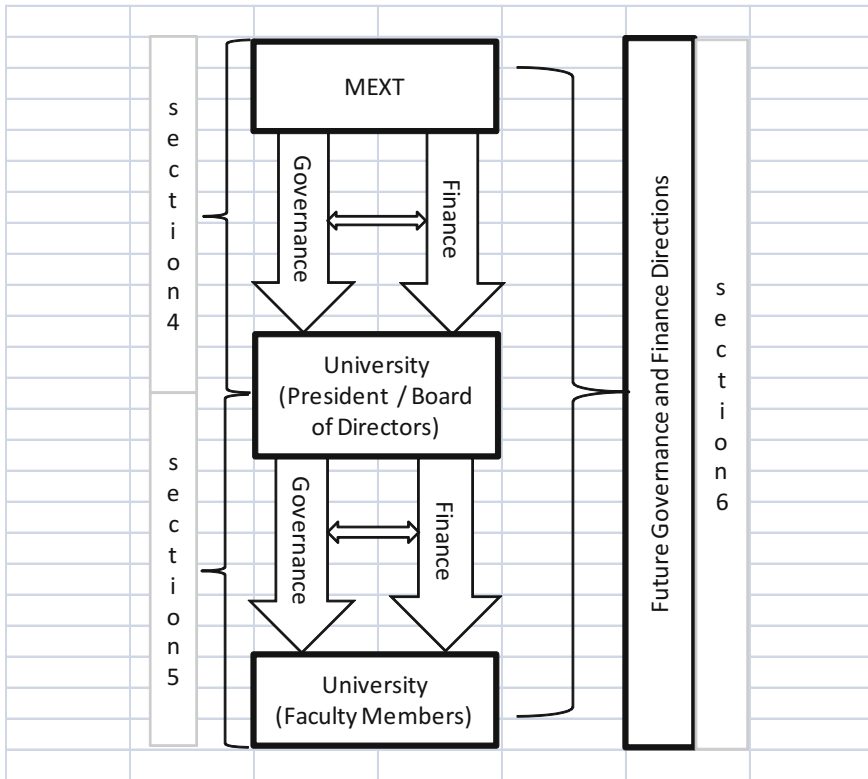 MEXT
section4
Governance
Finance
University
(President / Board
of Directors)
section5
Governance
Finance
University
(Faculty Members)
Future Governance and Finance Directions
section6